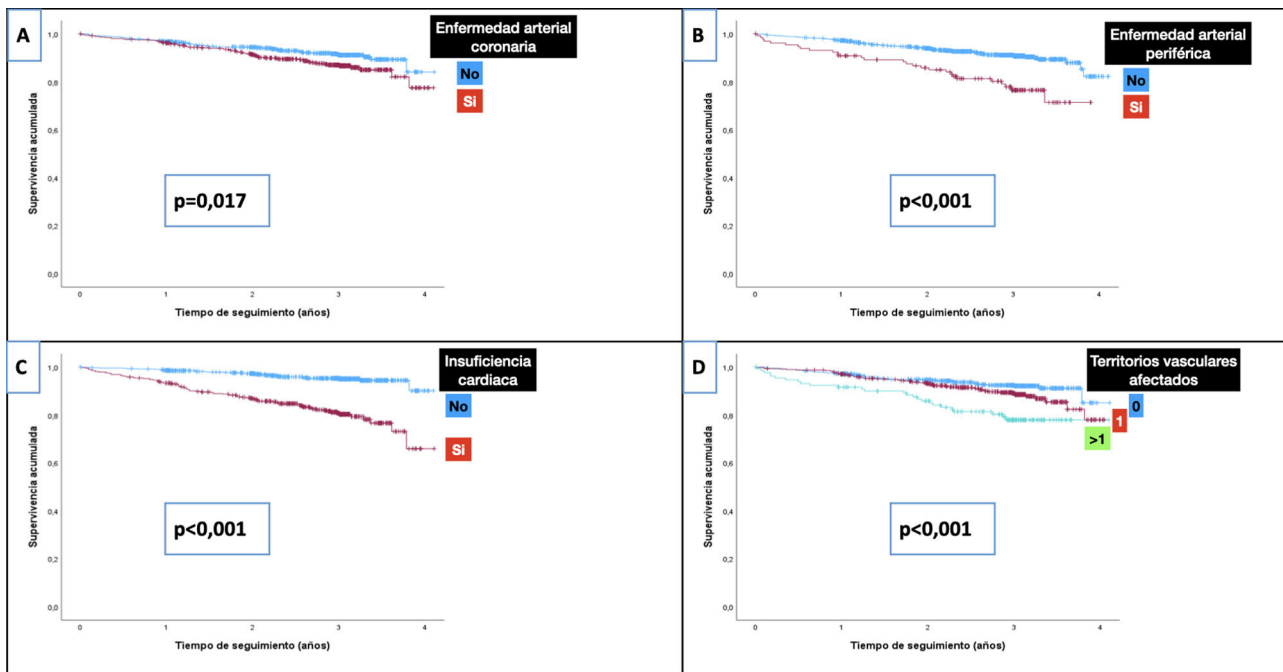 A
Enfermedad arterial
coronaria
No
Si
Supervivencia acumulada
1,0
0,8
0,6
0,4
0,2
0,0
p=0,017
0 1 2 3 4
Tiempo de seguimiento (años)
B
Enfermedad arterial
periférica
No
Si
Supervivencia acumulada
1,0
0,8
0,6
0,4
0,2
0,0
p<0,001
0 1 2 3 4
Tiempo de seguimiento (años)
C
Insuficiencia
cardiaca
No
Si
Supervivencia acumulada
1,0
0,8
0,6
0,4
0,2
0,0
p<0,001
0 1 2 3 4
Tiempo de seguimiento (años)
D
Territorios vasculares
afectados
0
1
>1
Supervivencia acumulada
1,0
0,8
0,6
0,4
0,2
0,0
p<0,001
0 1 2 3 4
Tiempo de seguimiento (años)